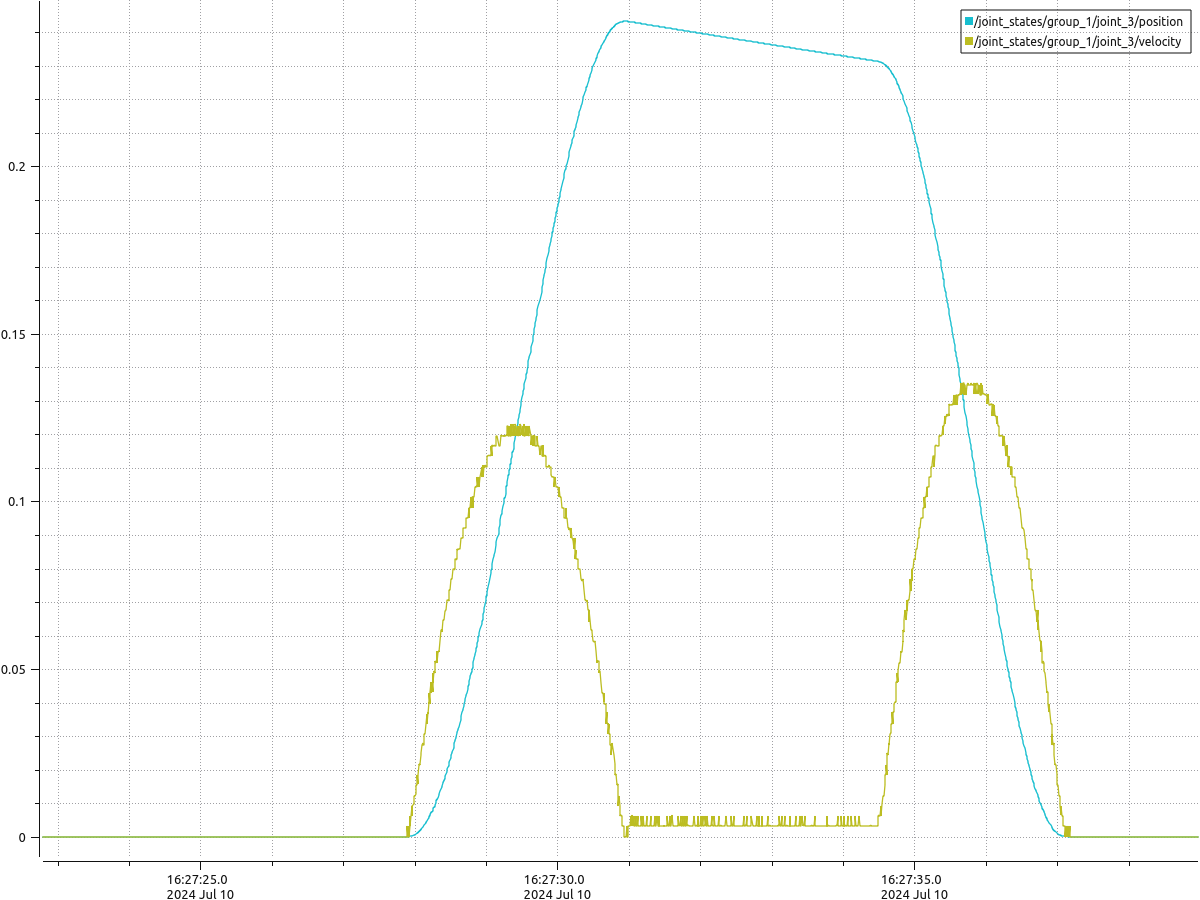 /joint_states/group_1/joint_3/position
/joint_states/group_1/joint_3/velocity
0.2
0.15
0.1
0.05
0
16:27:25.0
2024 Jul 10
16:27:30.0
2024 Jul 10
16:27:35.0
2024 Jul 10